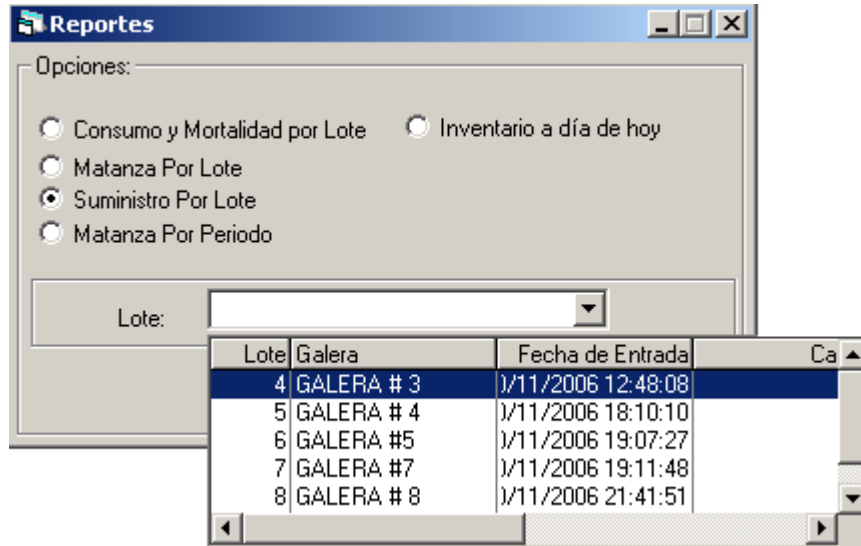 Reportes
Opciones:
Consumo y Mortalidad por Lote Inventario a día de hoy
Matanza Por Lote
Suministro Por Lote
Matanza Por Periodo
Lote:
Lote Galera Fecha de Entrada Ca
4 GALERA # 3 /11/2006 12:48:08
5 GALERA # 4 /11/2006 18:10:10
6 GALERA #5 /11/2006 19:07:27
7 GALERA #7 /11/2006 19:11:48
8 GALERA # 8 /11/2006 21:41:51